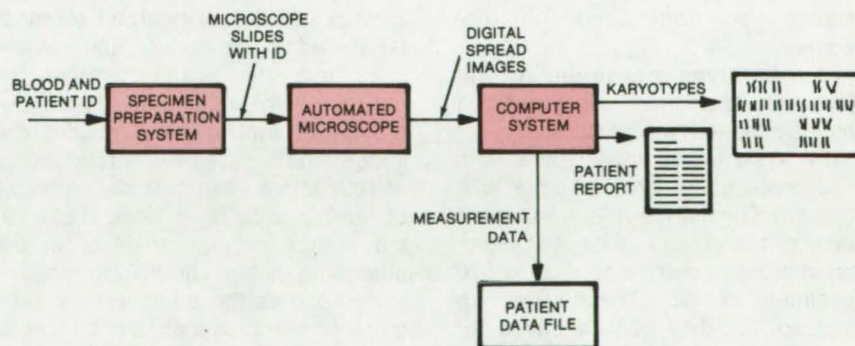 MICROSCOPE
SLIDES
WITH ID
DIGITAL
SPREAD
IMAGES
BLOOD AND
PATIENT ID
SPECIMEN
PREPARATION
SYSTEM
AUTOMATED
MICROSCOPE
COMPUTER
SYSTEM
KARYOTYPES
PATIENT
REPORT
MEASUREMENT
DATA
PATIENT
DATA FILE